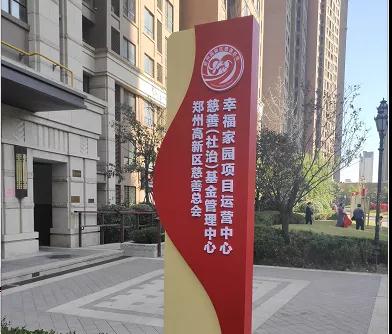 幸福家园项目运营中心
慈善(社治)基金管理中心
郑州高新区慈善总会